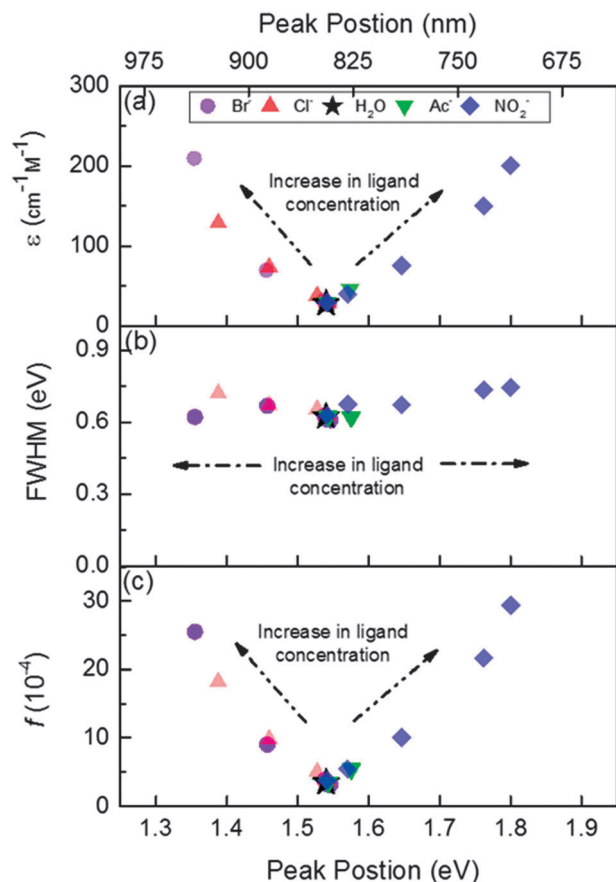 Peak Postion (nm)
975 900 825 750 675
(a)
Br⁻ Cl⁻ H₂O Ac⁻ NO₂⁻
Increase in ligand
concentration
ε (cm⁻¹M⁻¹)
300
200
100
0
(b)
Increase in ligand
concentration
FWHM (eV)
0.9
0.6
0.3
0.0
(c)
Increase in ligand
concentration
f (10⁻⁴)
30
20
10
0
1.3 1.4 1.5 1.6 1.7 1.8 1.9
Peak Postion (eV)